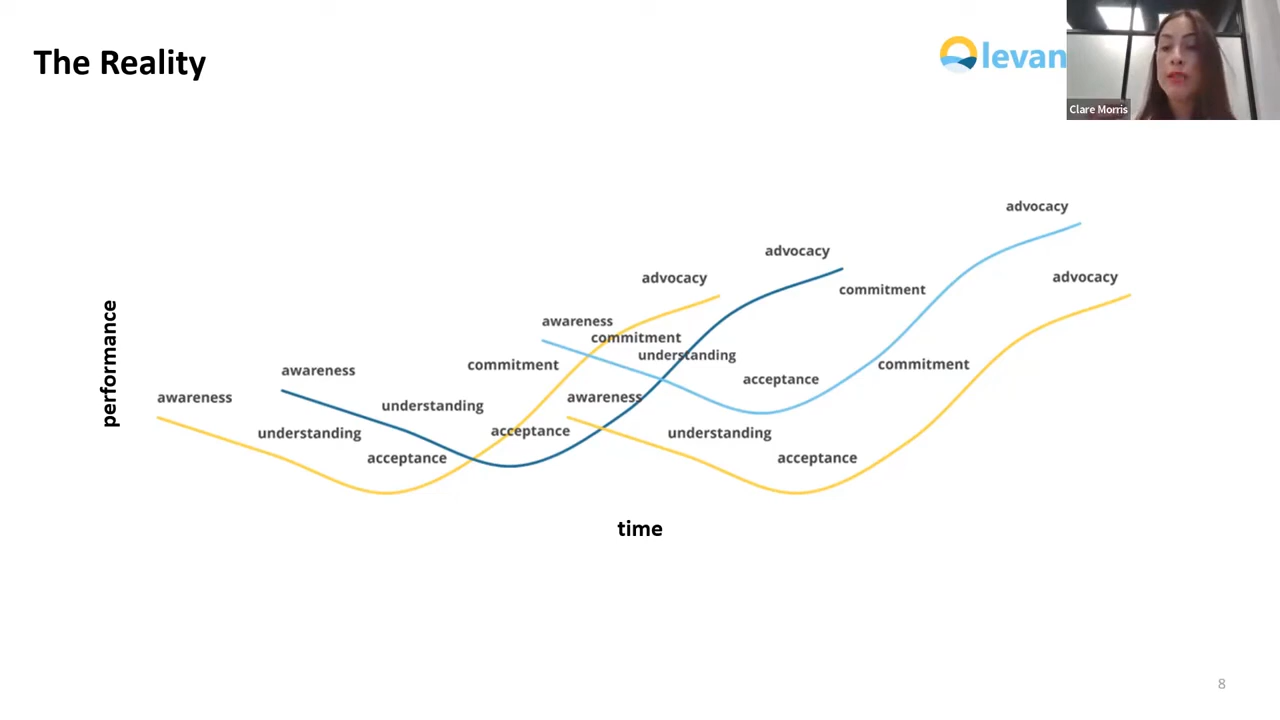 The Reality
levan
Clare Morris
advocacy
advocacy
advocacy
advocacy
commitment
awareness
commitment
understanding
commitment
commitment
awareness
acceptance
awareness
awareness
understanding
understanding
acceptance
understanding
acceptance
acceptance
performance
time
8